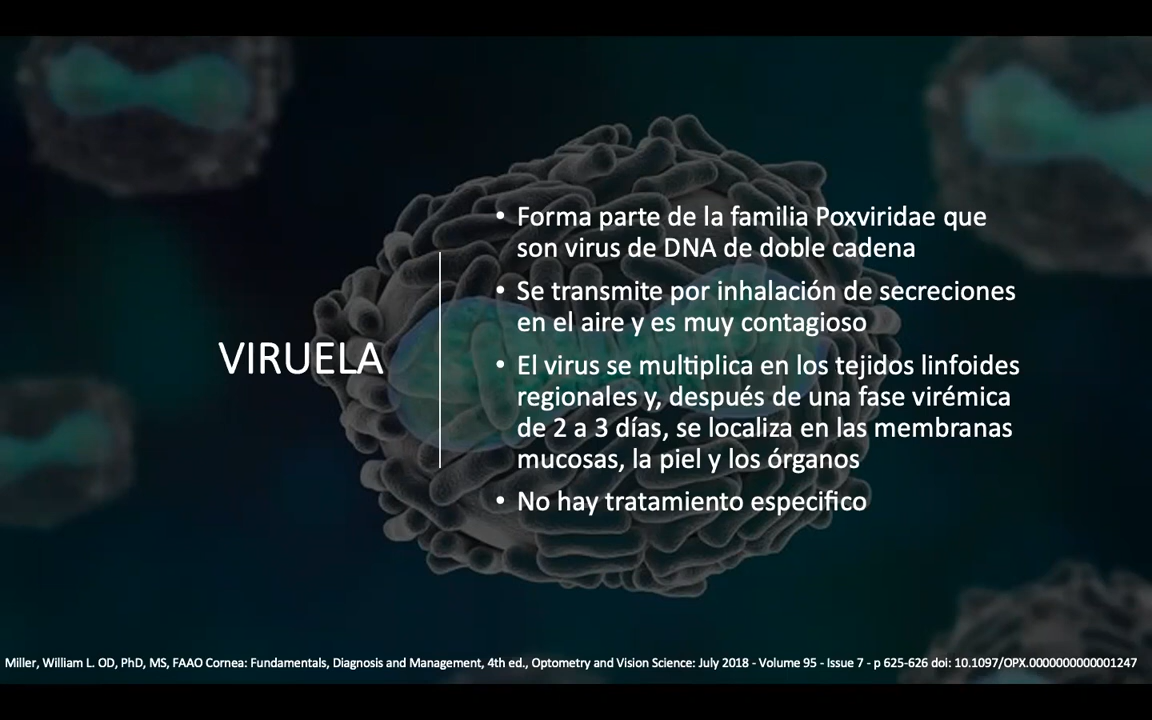 VIRUELA
• Forma parte de la familia Poxviridae que
son virus de DNA de doble cadena
• Se transmite por inhalación de secreciones
en el aire y es muy contagioso
• El virus se multiplica en los tejidos linfoides
regionales y, después de una fase virémica
de 2 a 3 días, se localiza en las membranas
mucosas, la piel y los órganos
• No hay tratamiento especifico
Miller, William L. OD, PhD, MS, FAAO Cornea: Fundamentals, Diagnosis and Management, 4th ed., Optometry and Vision Science: July 2018 - Volume 95 - Issue 7 - p 625-626 doi: 10.1097/OPX.0000000000001247